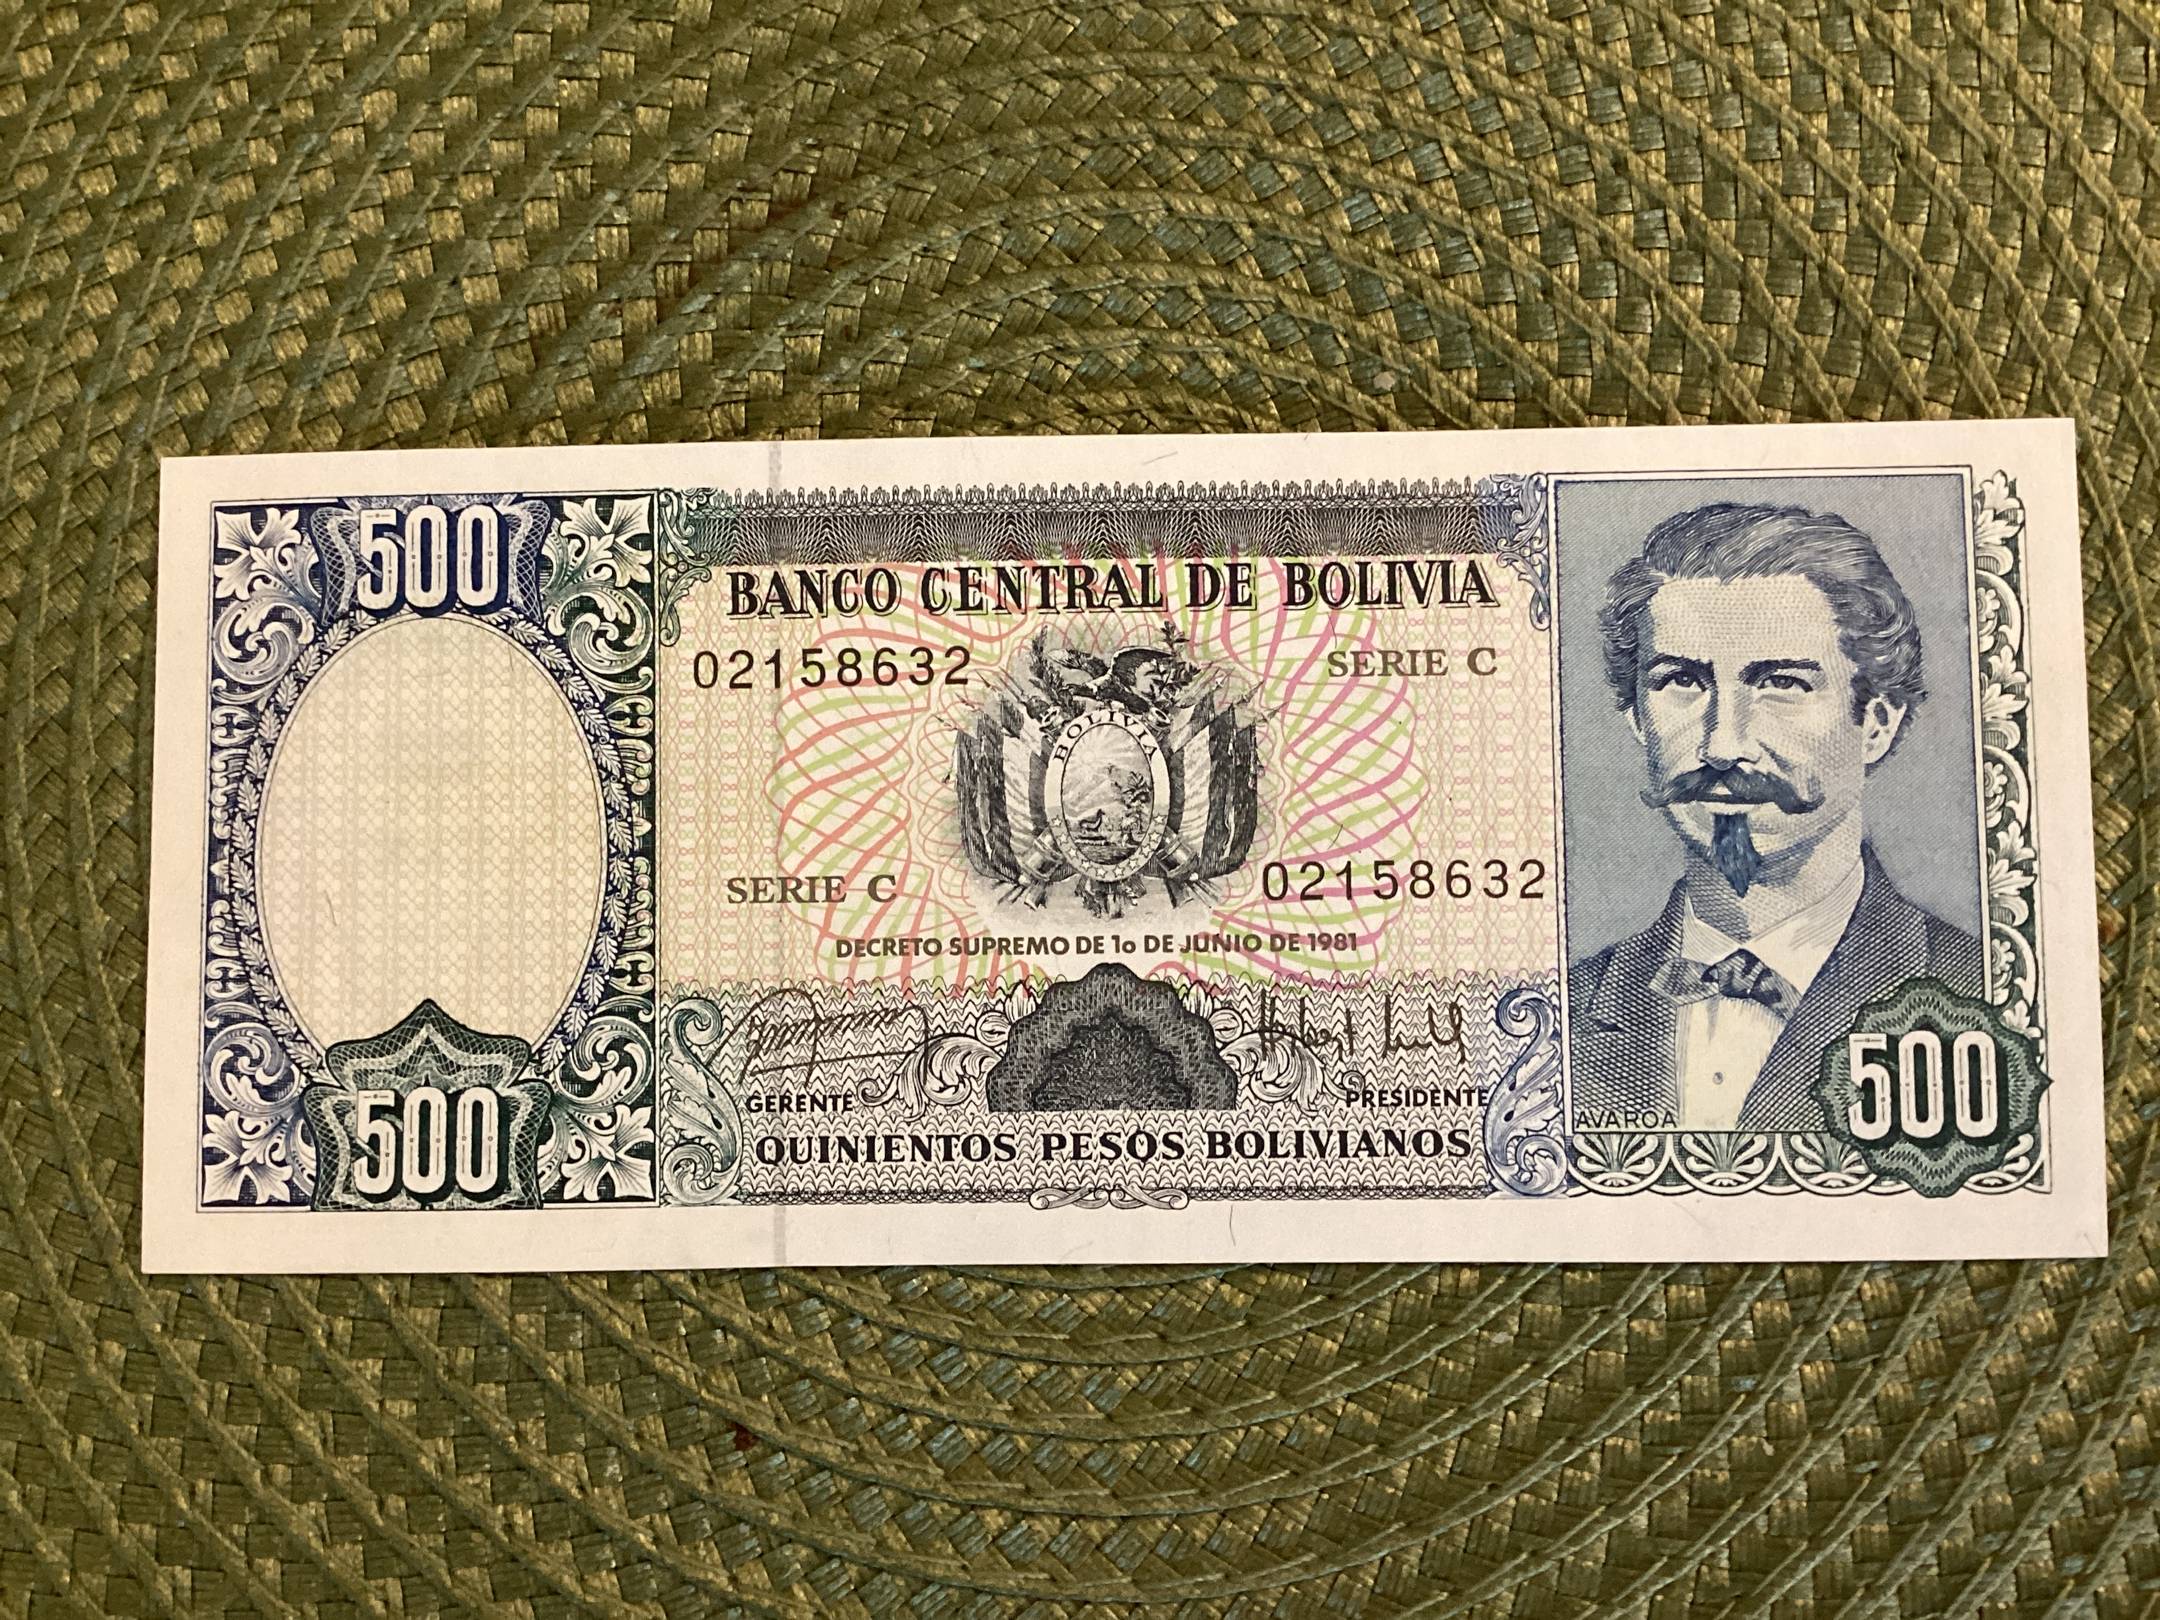 500
BANCO CENTRAL DE BOLIVIA
02158632
SERIE C
BOLIVIA
SERIE C
02158632
DECRETO SUPREMO DE 1o DE JUNIO DE 1981
GERENTE
PRESIDENTE
AVAROA
500
500
QUINIENTOS PESOS BOLIVIANOS